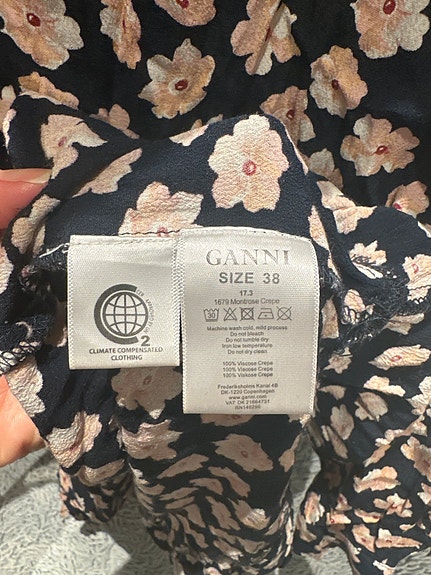 GANNI
SIZE 38
17.3
1679 Montrose Crepe
Machine wash cold, mild process
Do not bleach
Do not tumble dry
Iron low temperature
Do not dry clean
100% Viscose Crepe
100% Viscose Crepe
100% Viskose Crepe
Frederiksholms Kanal 4B
DK-1220 Copenhagen
www.ganni.com
2
CLIMATE COMPENSATED
CLOTHING